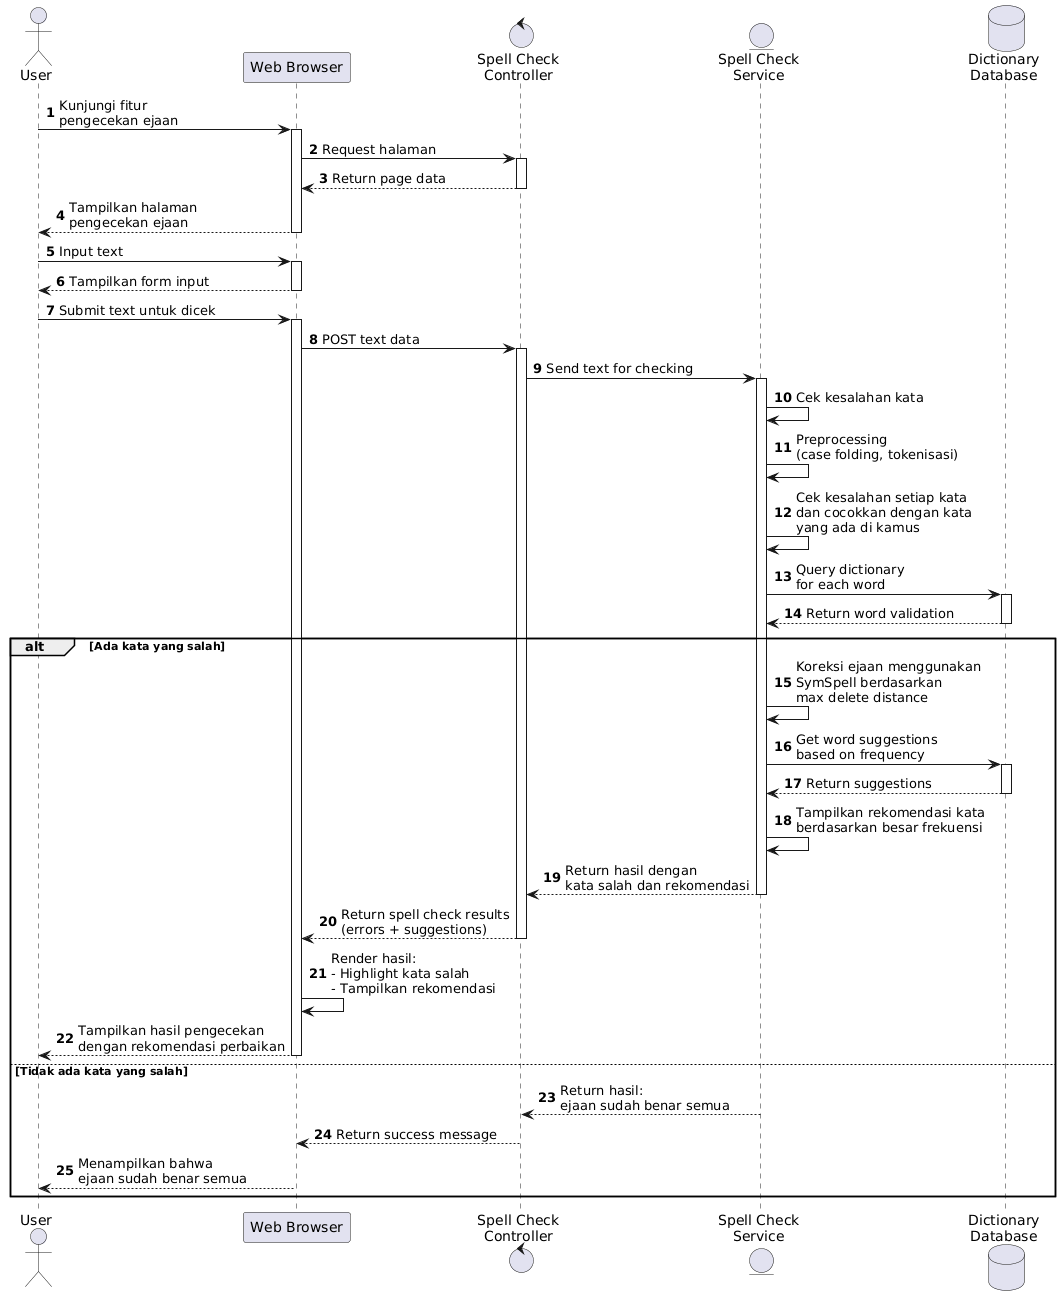 User
Web Browser
Spell Check
Controller
Spell Check
Service
Dictionary
Database
1 Kunjungi fitur
pengecekan ejaan
2 Request halaman
3 Return page data
4 Tampilkan halaman
pengecekan ejaan
5 Input text
6 Tampilkan form input
7 Submit text untuk dicek
8 POST text data
9 Send text for checking
10 Cek kesalahan kata
11 Preprocessing
(case folding, tokenisasi)
12 Cek kesalahan setiap kata
dan cocokkan dengan kata
yang ada di kamus
13 Query dictionary
for each word
14 Return word validation
alt [Ada kata yang salah]
15 Koreksi ejaan menggunakan
SymSpell berdasarkan
max delete distance
16 Get word suggestions
based on frequency
17 Return suggestions
18 Tampilkan rekomendasi kata
berdasarkan besar frekuensi
19 Return hasil dengan
kata salah dan rekomendasi
20 Return spell check results
(errors + suggestions)
21 Render hasil:
- Highlight kata salah
- Tampilkan rekomendasi
22 Tampilkan hasil pengecekan
dengan rekomendasi perbaikan
[Tidak ada kata yang salah]
23 Return hasil:
ejaan sudah benar semua
24 Return success message
25 Menampilkan bahwa
ejaan sudah benar semua
User
Web Browser
Spell Check
Controller
Spell Check
Service
Dictionary
Database